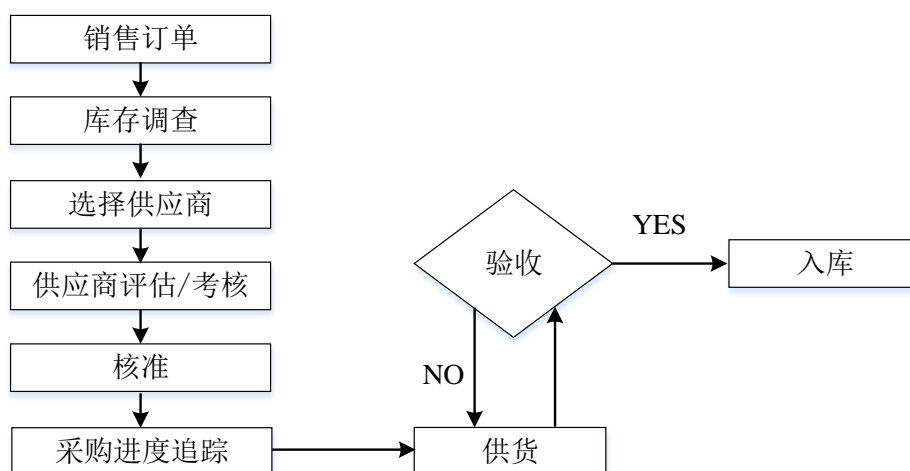 销售订单
库存调查
选择供应商
供应商评估/考核
核准
采购进度追踪
供货
验收
NO
YES
入库